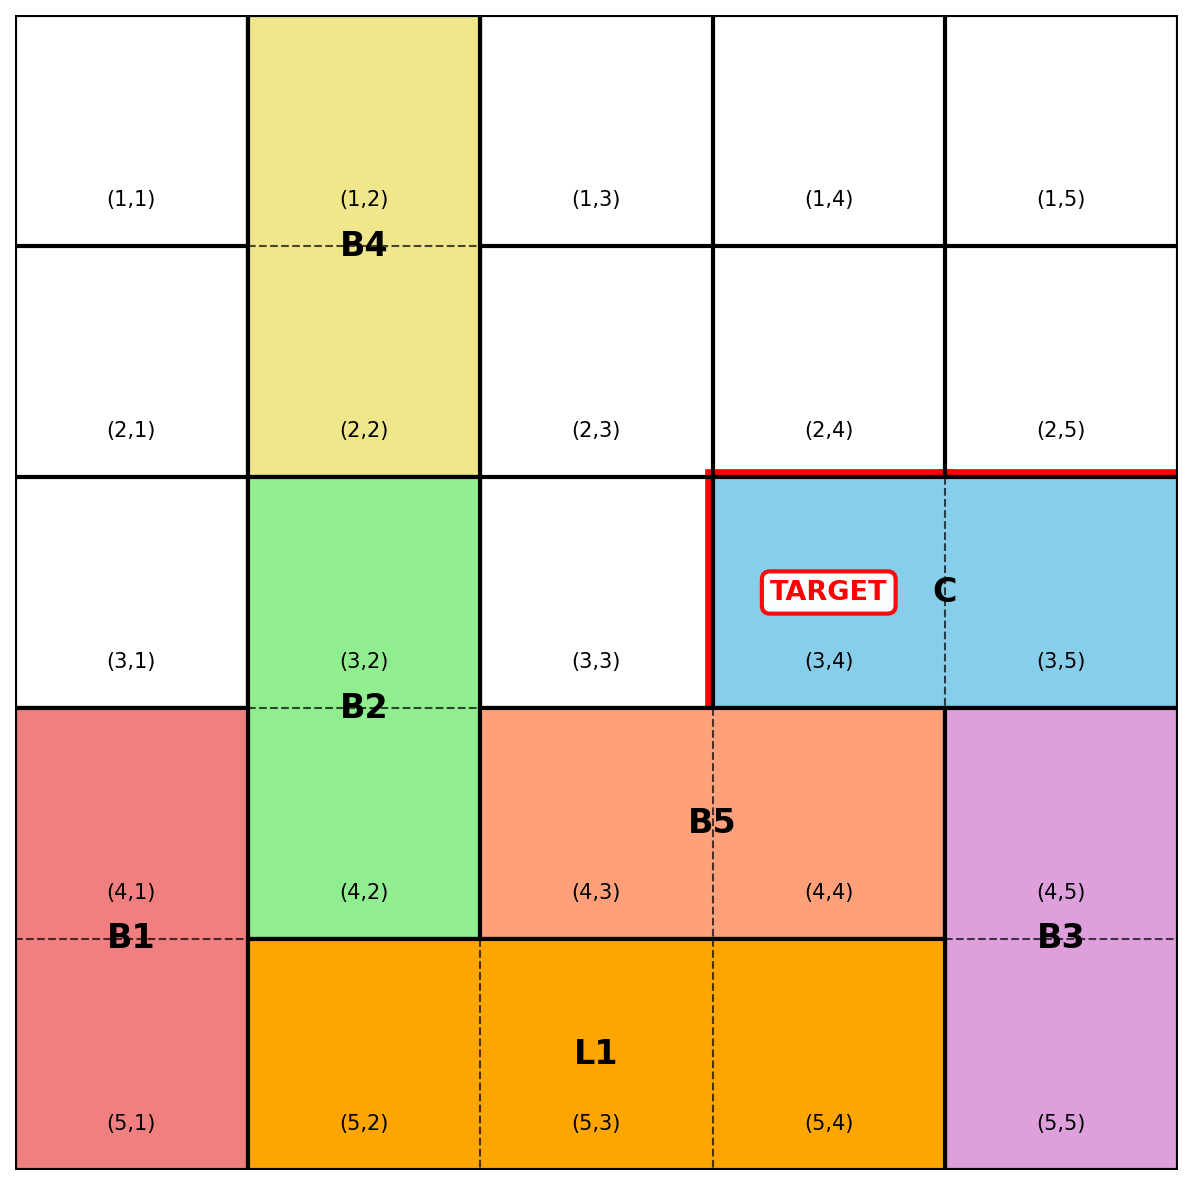 (1,1) (1,2) (1,3) (1,4) (1,5)
B4
(2,1) (2,2) (2,3) (2,4) (2,5)
TARGET C
(3,1) (3,2) (3,3) (3,4) (3,5)
B2
B5
(4,1) (4,2) (4,3) (4,4) (4,5)
B1 B3
L1
(5,1) (5,2) (5,3) (5,4) (5,5)